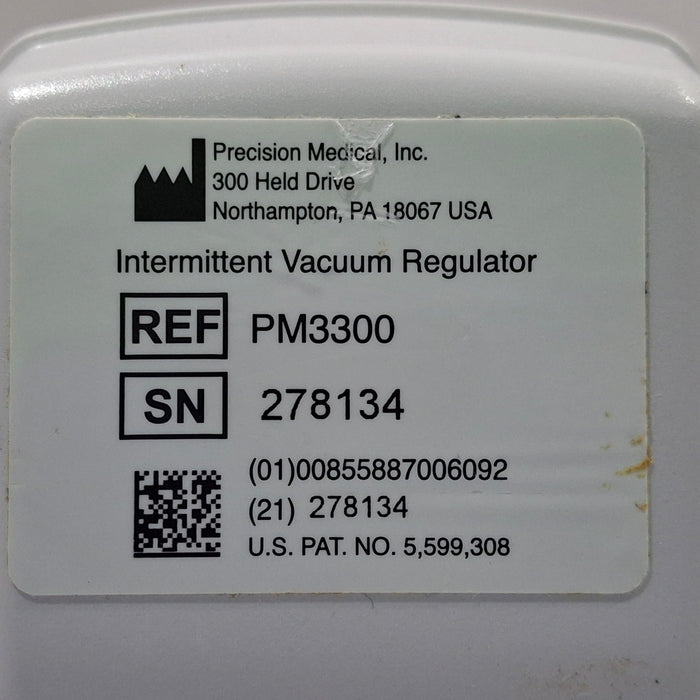 Precision Medical, Inc.
300 Held Drive
Northampton, PA 18067 USA
Intermittent Vacuum Regulator
REF PM3300
SN 278134
(01)00855887006092
(21) 278134
U.S. PAT. NO. 5,599,308